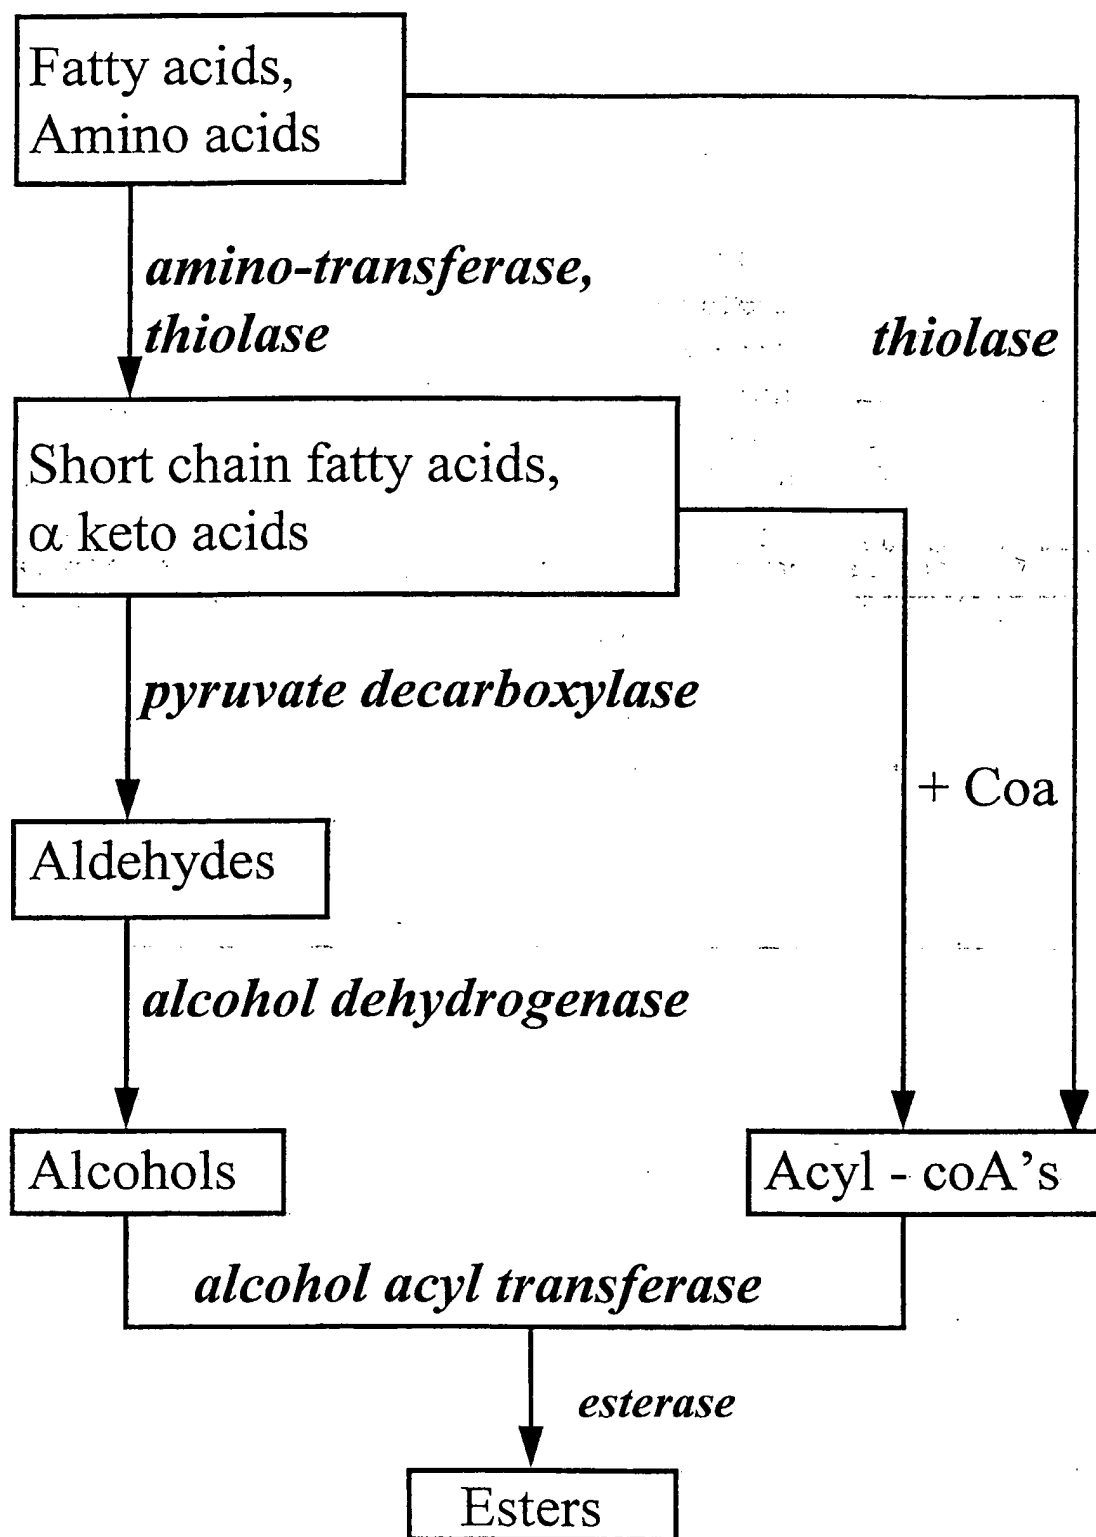 Fatty acids,
Amino acids
amino-transferase,
thiolase
thiolase
Short chain fatty acids,
α keto acids
pyruvate decarboxylase
+ Coa
Aldehydes
alcohol dehydrogenase
Alcohols
Acyl - coA's
alcohol acyl transferase
esterase
Esters